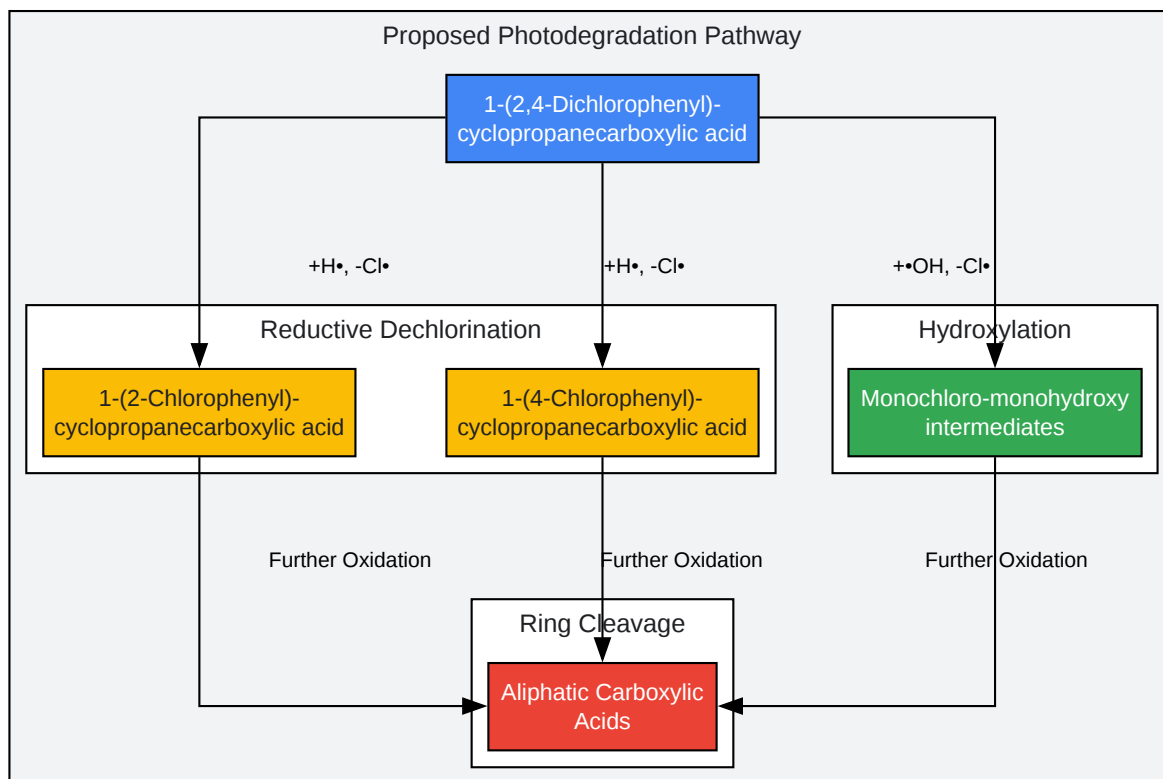 Proposed Photodegradation Pathway
1-(2,4-Dichlorophenyl)-
cyclopropanecarboxylic acid
+H•, -Cl•
+H•, -Cl•
+•OH, -Cl•
Reductive Dechlorination
Hydroxylation
1-(2-Chlorophenyl)-
cyclopropanecarboxylic acid
1-(4-Chlorophenyl)-
cyclopropanecarboxylic acid
Monochloro-monohydroxy
intermediates
Further Oxidation
Further Oxidation
Further Oxidation
Ring Cleavage
Aliphatic Carboxylic
Acids